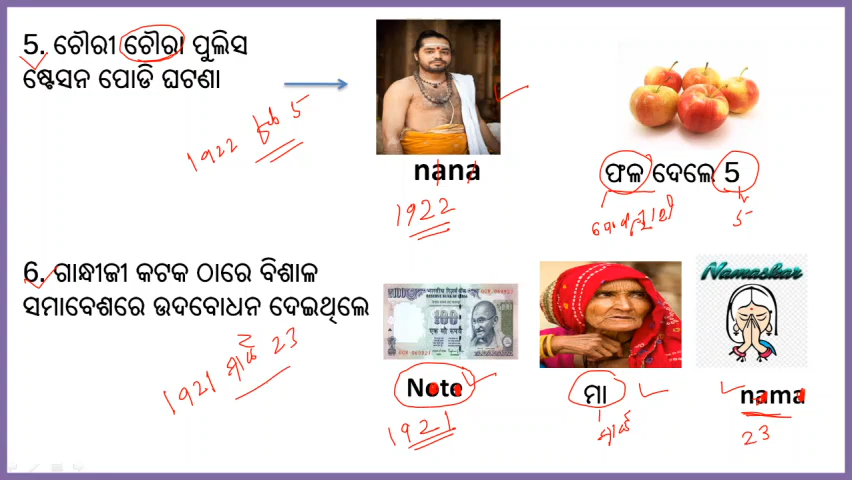 5. ଚୌରୀ ଚୌରା ପୁଲିସ
ଷ୍ଟେସନ ପୋଡି ଘଟଣା
1922 ଫେବୃ 5
nana
1922
ଫଳ ଦେଲେ 5
ଫେବୃୟାରୀ
5
6. ଗାନ୍ଧୀଜୀ କଟକ ଠାରେ ବିଶାଳ
ସମାବେଶରେ ଉଦବୋଧନ ଦେଇଥିଲେ
1921 ମାର୍ଚ୍ଚ 23
100
Note
1921
ମା
ମାର୍ଚ୍ଚ
Namaskar
nama
23